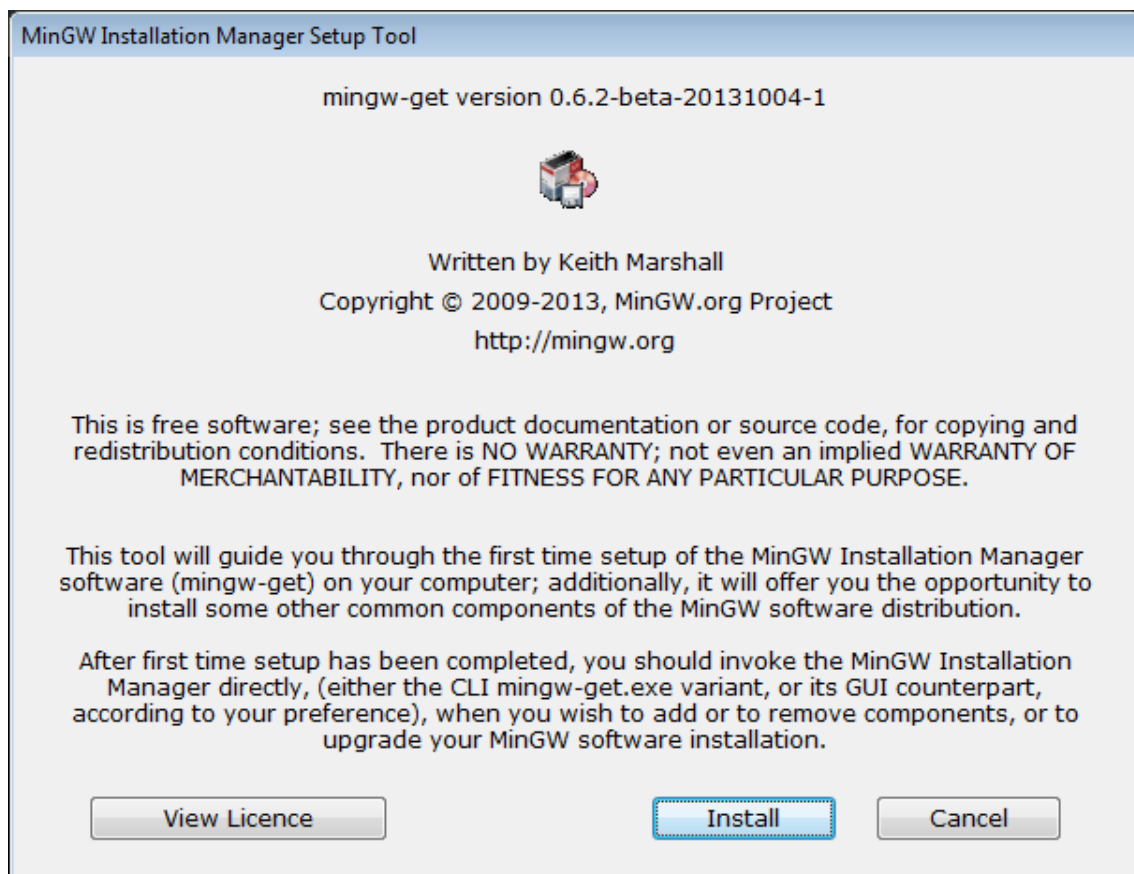 MinGW Installation Manager Setup Tool
mingw-get version 0.6.2-beta-20131004-1
Written by Keith Marshall
Copyright © 2009-2013, MinGW.org Project
http://mingw.org
This is free software; see the product documentation or source code, for copying and
redistribution conditions.  There is NO WARRANTY; not even an implied WARRANTY OF
MERCHANTABILITY, nor of FITNESS FOR ANY PARTICULAR PURPOSE.
This tool will guide you through the first time setup of the MinGW Installation Manager
software (mingw-get) on your computer; additionally, it will offer you the opportunity to
install some other common components of the MinGW software distribution.
After first time setup has been completed, you should invoke the MinGW Installation
Manager directly, (either the CLI mingw-get.exe variant, or its GUI counterpart,
according to your preference), when you wish to add or to remove components, or to
upgrade your MinGW software installation.
View Licence
Install
Cancel